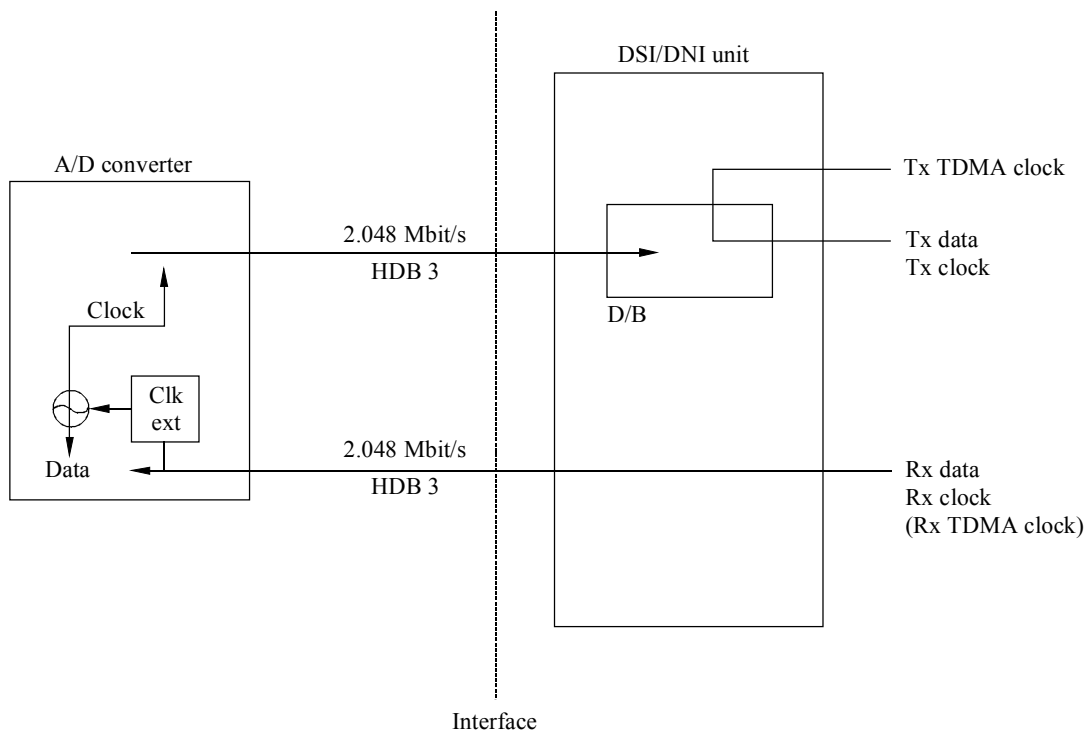 DSI/DNI unit
A/D converter
Tx TDMA clock
2.048 Mbit/s
HDB 3
Tx data
Tx clock
D/B
Clock
Clk
ext
Data
2.048 Mbit/s
HDB 3
Rx data
Rx clock
(Rx TDMA clock)
Interface